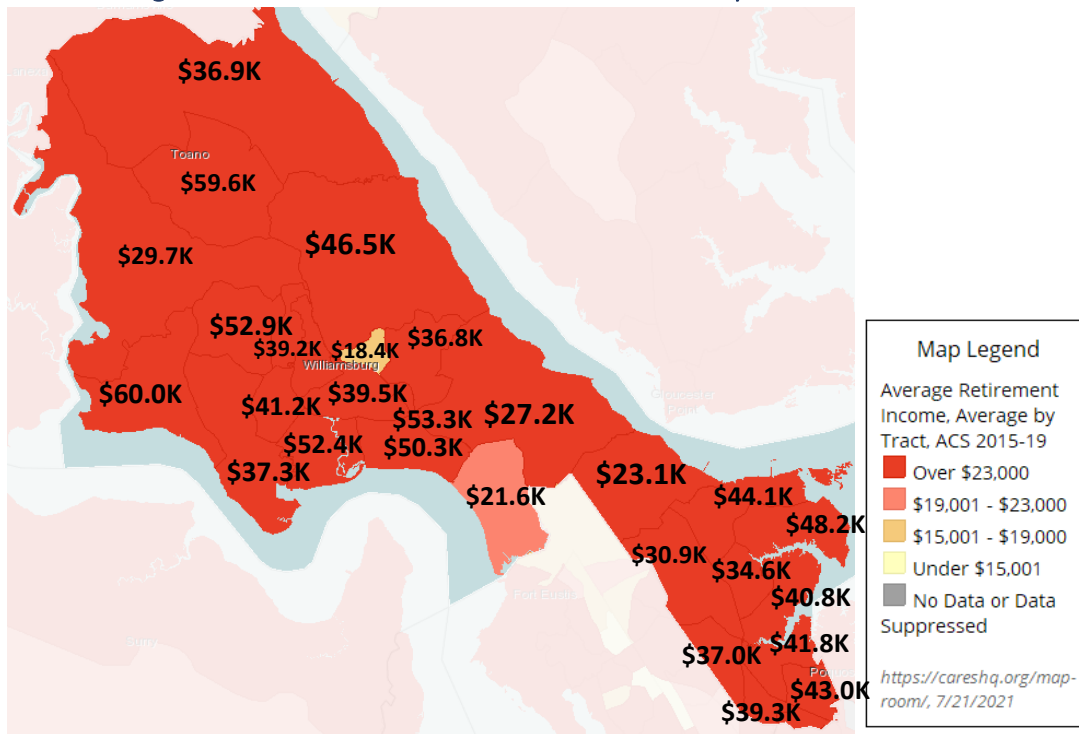 $36.9K
Toano
$59.6K
$46.5K
$29.7K
$52.9K
$36.8K
$39.2K
$18.4K
Williamsburg
$60.0K
$39.5K
$41.2K
$53.3K
$27.2K
$52.4K
$50.3K
$37.3K
$23.1K
$21.6K
$44.1K
$48.2K
$30.9K
$34.6K
$40.8K
Fort Eustis
$41.8K
$37.0K
$43.0K
$39.3K
Surry
Gloucester
Point
Map Legend
Average Retirement
Income, Average by
Tract, ACS 2015-19
Over $23,000
$19,001 - $23,000
$15,001 - $19,000
Under $15,001
No Data or Data
Suppressed
https://careshq.org/map-
room/, 7/21/2021